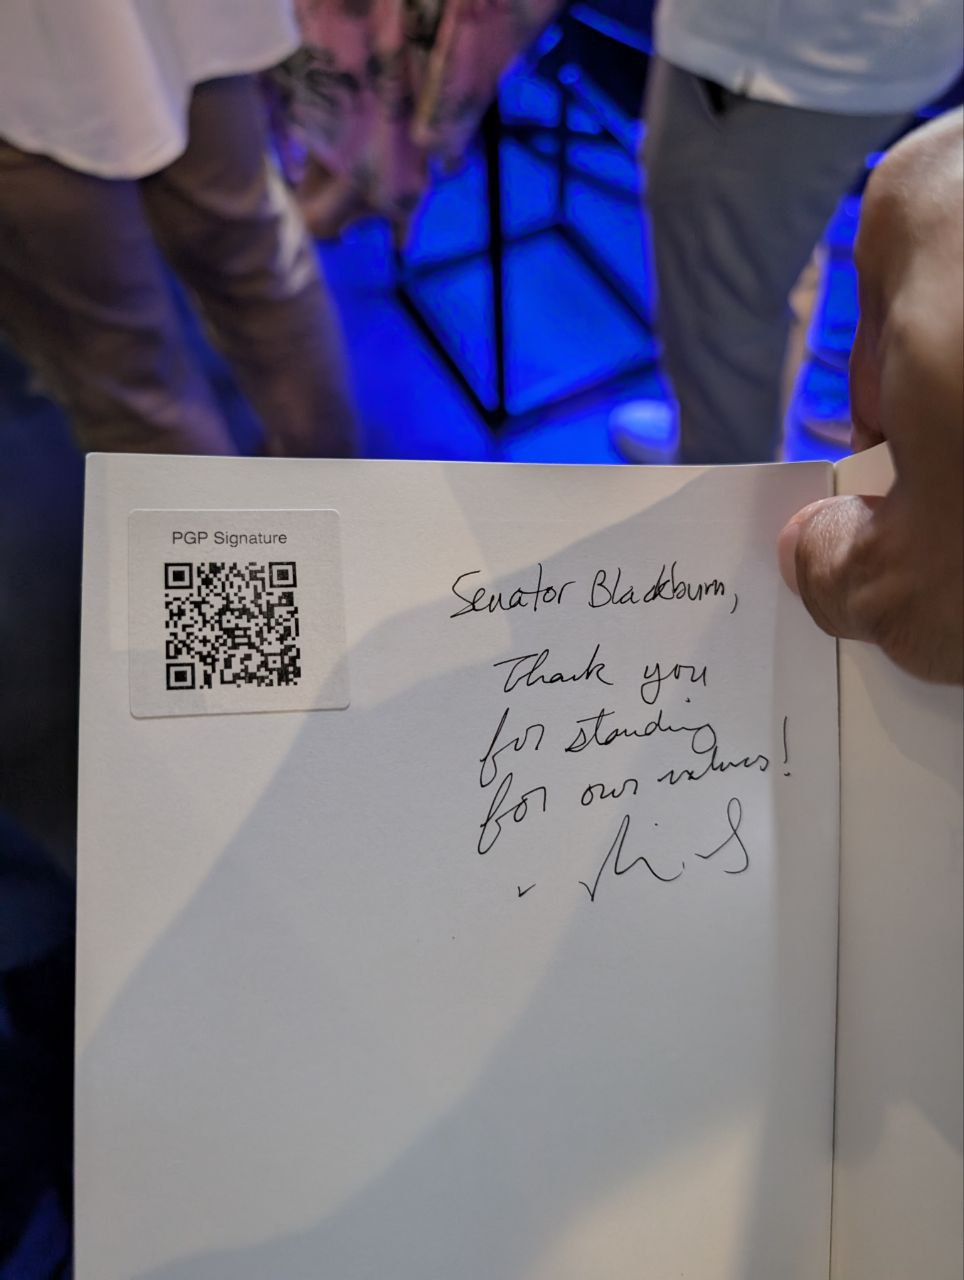 PGP Signature
Senator Blackburn,
Thank you
for standing
for our values!